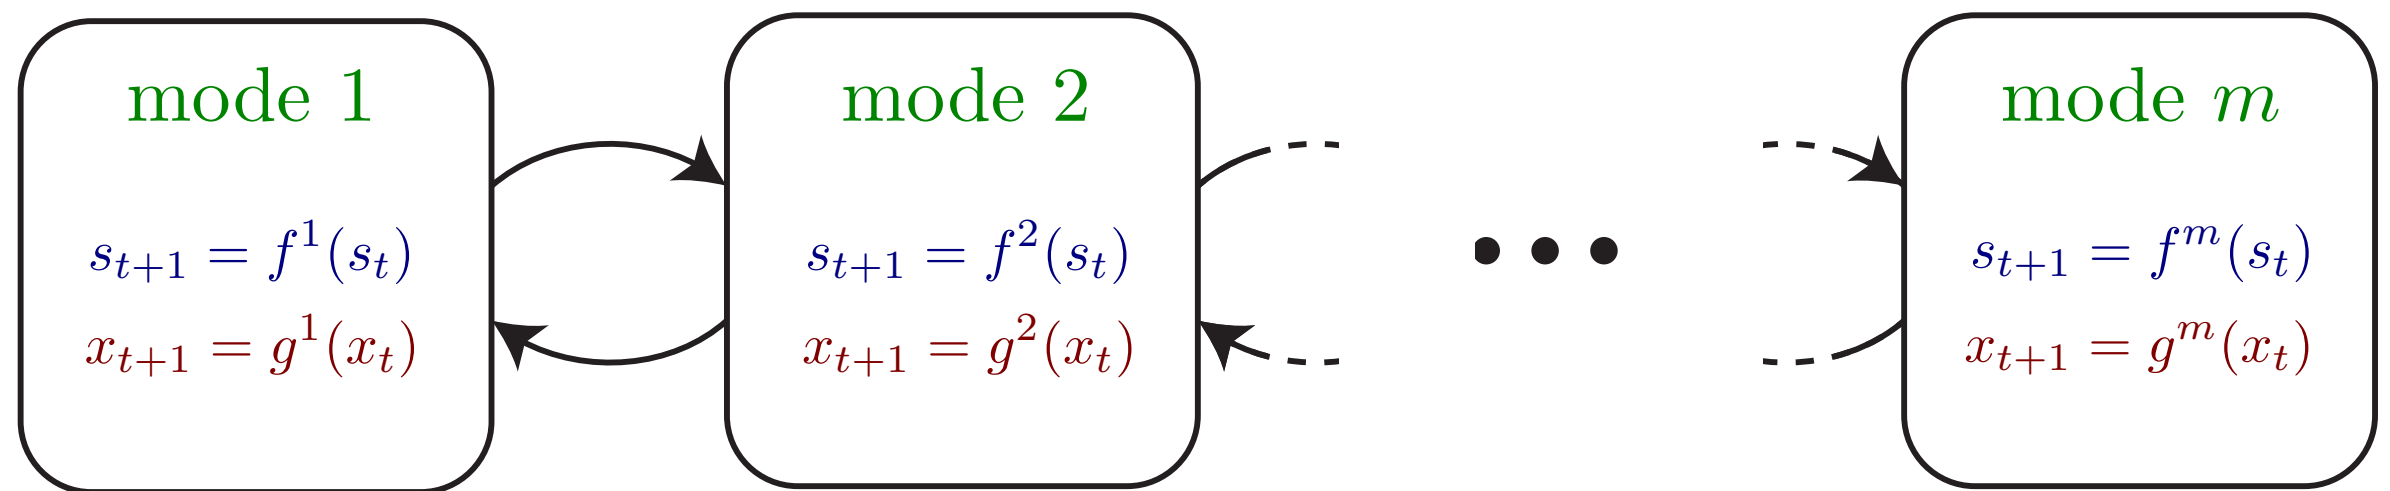 mode 1
s_{t+1} = f^1(s_t)
x_{t+1} = g^1(x_t)
mode 2
s_{t+1} = f^2(s_t)
x_{t+1} = g^2(x_t)
•••
mode m
s_{t+1} = f^m(s_t)
x_{t+1} = g^m(x_t)